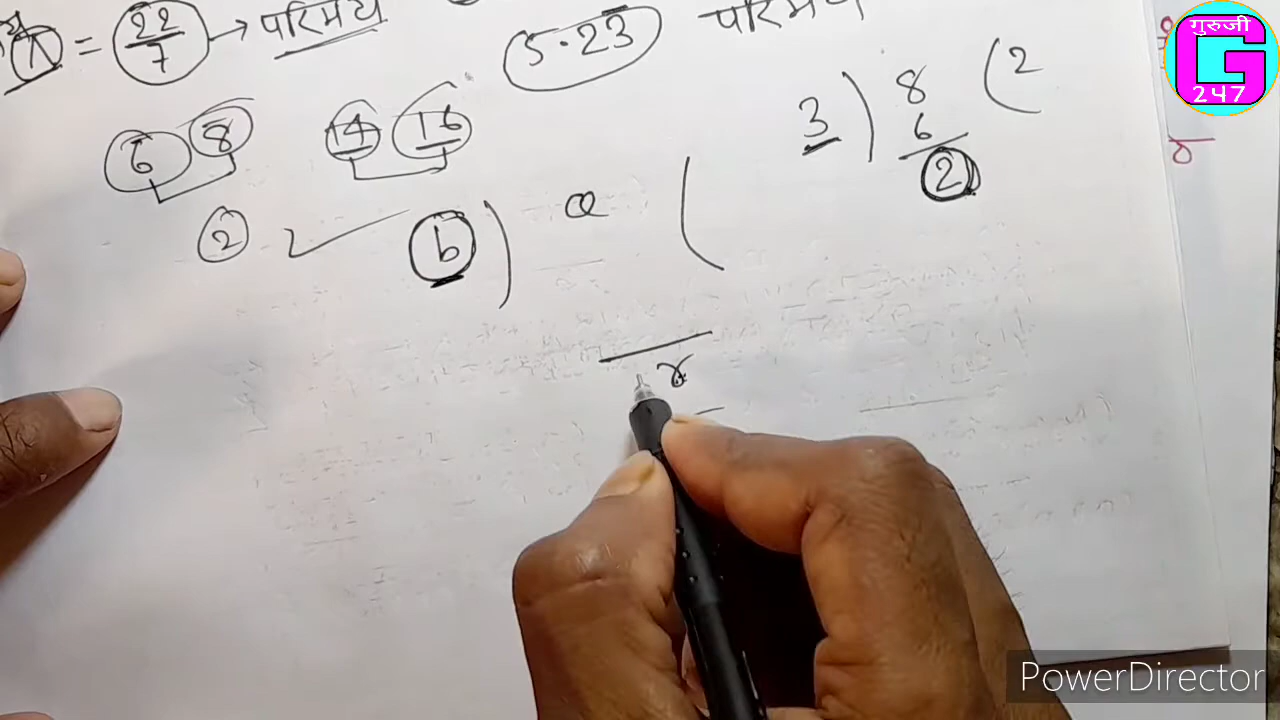 π = 22/7 → परिमेय
5.23 परिमेय
6 8 14 16
3 ) 8 ( 2
6
2
2
b ) a (
r
गुरुजी
G
247
PowerDirector